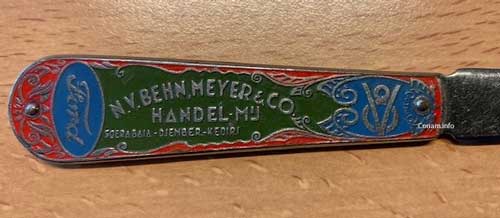 Ford
N.V. BEHN, MEYER & CO.
HANDEL-MIJ
SOERABAIA-DJEMBER-KEDIRI
V8
Conam.info